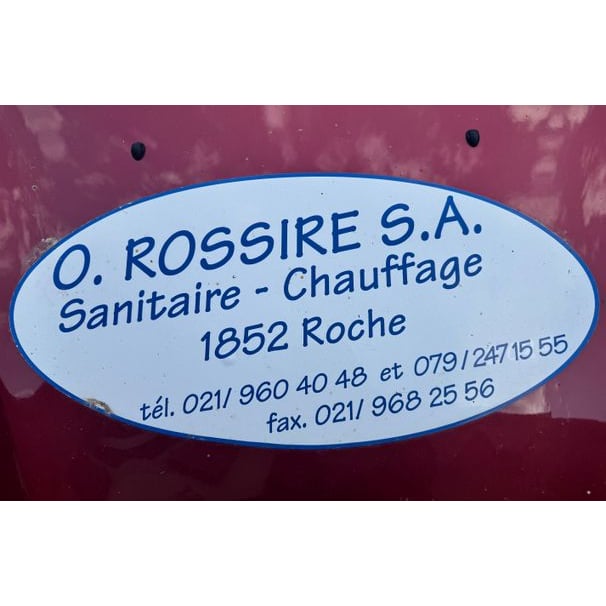 O. ROSSIRE S.A.
Sanitaire - Chauffage
1852 Roche
tél. 021/ 960 40 48 et 079/247 15 55
fax. 021/ 968 25 56